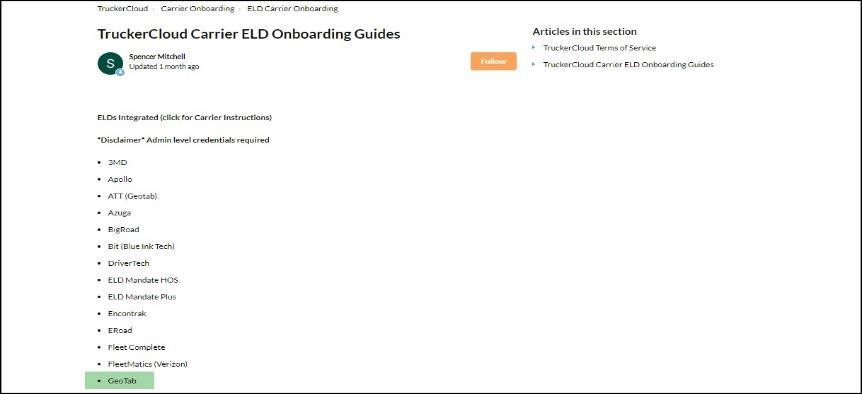 TruckerCloud Carrier Onboarding ELD Carrier Onboarding
TruckerCloud Carrier ELD Onboarding Guides
S
Spencer Mitchell
Updated 1 month ago
Follow
Articles in this section
TruckerCloud Terms of Service
TruckerCloud Carrier ELD Onboarding Guides
ELDs Integrated (click for Carrier Instructions)
*Disclaimer* Admin level credentials required
• 3MD
• Apollo
• ATT (Geotab)
• Azuga
• BigRoad
• Bit (Blue Ink Tech)
• DriverTech
• ELD Mandate HOS
• ELD Mandate Plus
• Encontrak
• ERoad
• Fleet Complete
• FleetMatics (Verizon)
• GeoTab